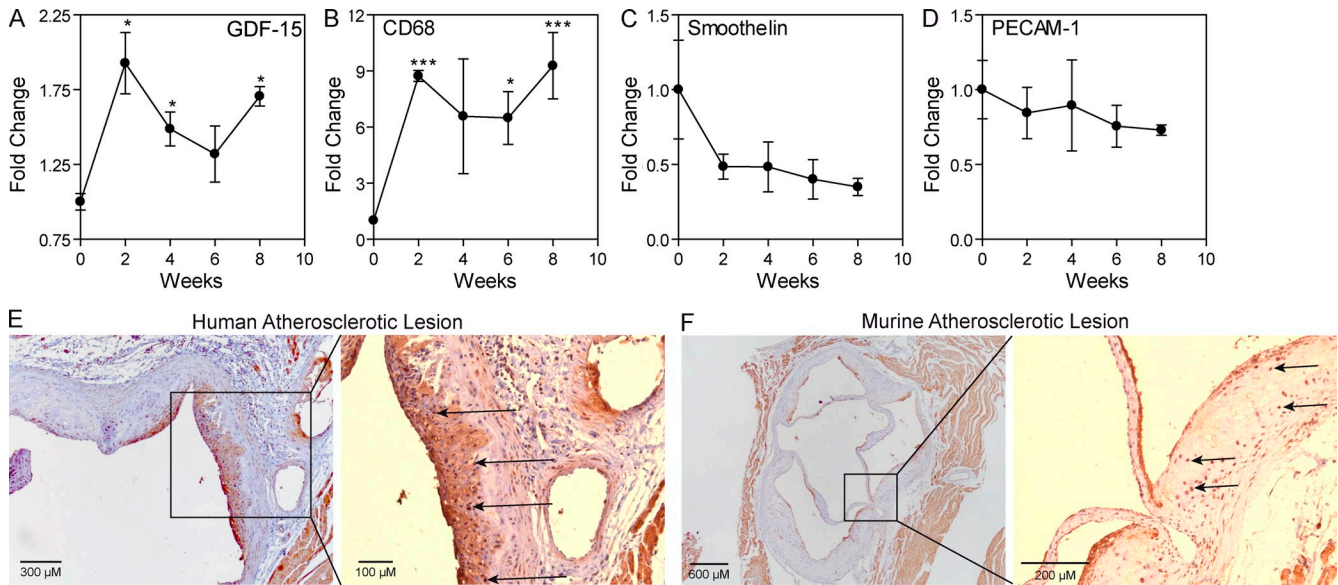 A
GDF-15
Fold Change
2.25
1.75
1.25
0.75
*
*
*
0 2 4 6 8 10
Weeks
B
CD68
Fold Change
12
9
6
3
0
***
*
***
0 2 4 6 8 10
Weeks
C
Smoothelin
Fold Change
1.5
1.0
0.5
0.0
0 2 4 6 8 10
Weeks
D
PECAM-1
Fold Change
1.5
1.0
0.5
0.0
0 2 4 6 8 10
Weeks
E
Human Atherosclerotic Lesion
300 µM
100 µM
F
Murine Atherosclerotic Lesion
600 µM
200 µM